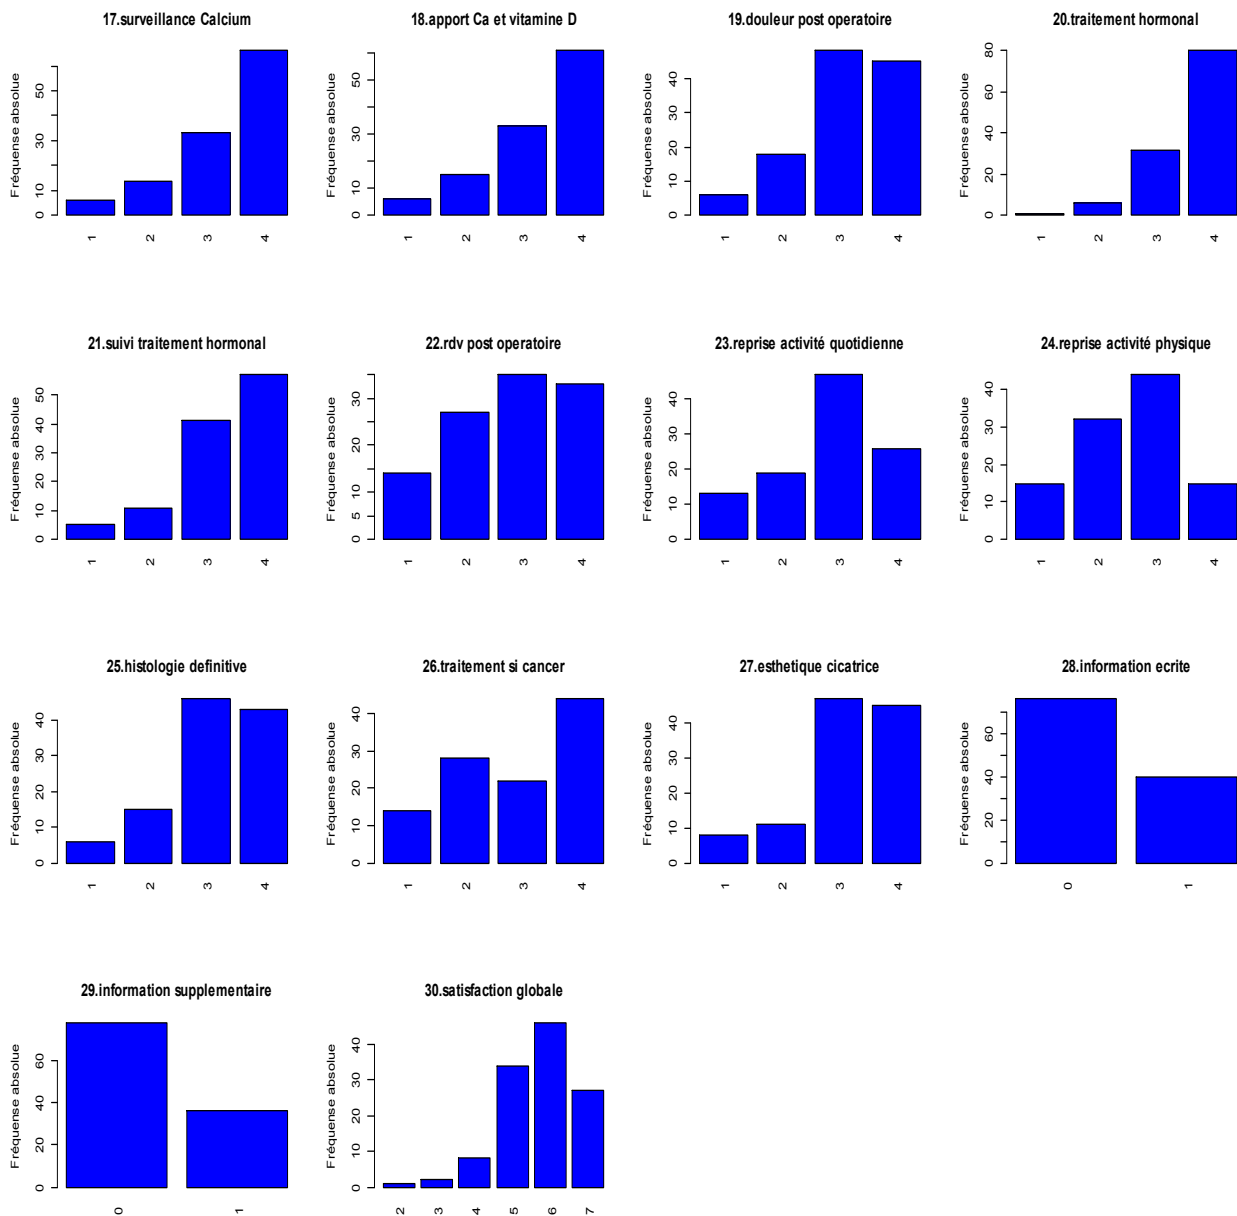 17.surveillance Calcium
Fréquense absolue
0 10 30 50
1 2 3 4
18.apport Ca et vitamine D
Fréquense absolue
0 10 30 50
1 2 3 4
19.douleur post operatoire
Fréquense absolue
0 10 20 30 40
1 2 3 4
20.traitement hormonal
Fréquense absolue
0 20 40 60 80
1 2 3 4
21.suivi traitement hormonal
Fréquense absolue
0 10 20 30 40 50
1 2 3 4
22.rdv post operatoire
Fréquense absolue
0 5 10 20 30
1 2 3 4
23.reprise activité quotidienne
Fréquense absolue
0 10 20 30 40
1 2 3 4
24.reprise activité physique
Fréquense absolue
0 10 20 30 40
1 2 3 4
25.histologie definitive
Fréquense absolue
0 10 20 30 40
1 2 3 4
26.traitement si cancer
Fréquense absolue
0 10 20 30 40
1 2 3 4
27.esthetique cicatrice
Fréquense absolue
0 10 20 30 40
1 2 3 4
28.information ecrite
Fréquense absolue
0 20 40 60
0 1
29.information supplementaire
Fréquense absolue
0 20 40 60
0 1
30.satisfaction globale
Fréquense absolue
0 10 20 30 40
2 3 4 5 6 7